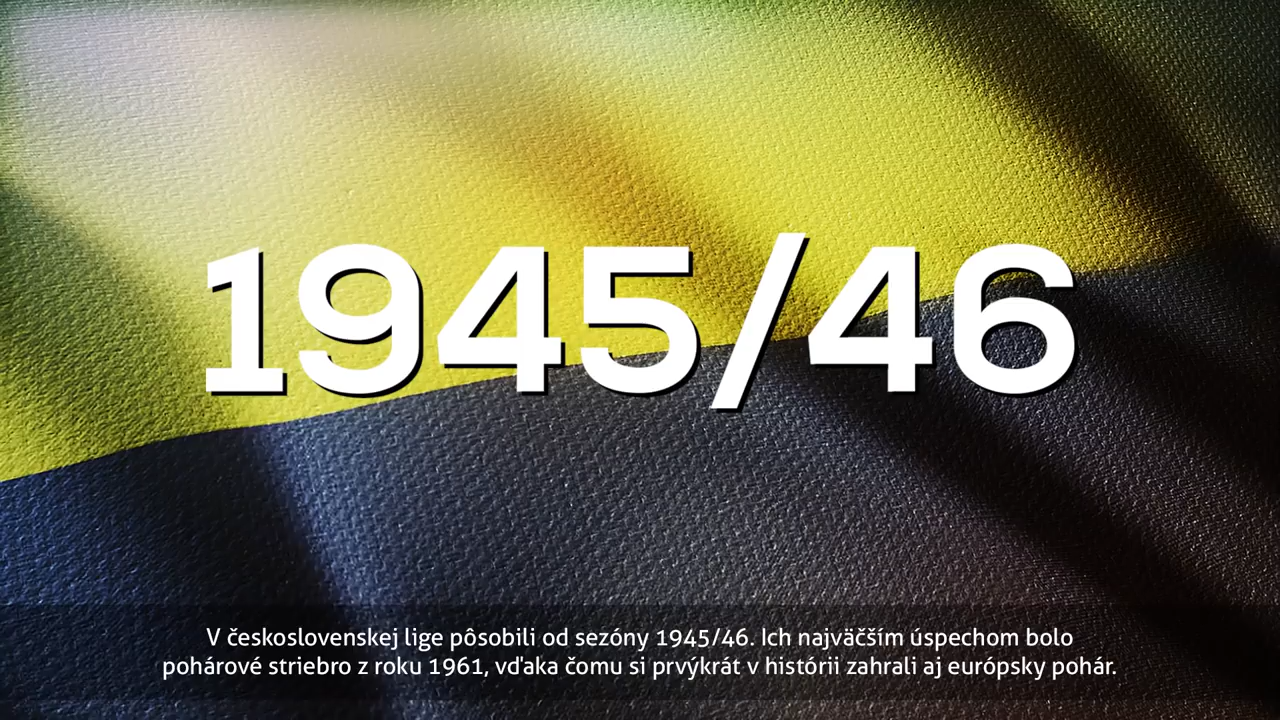 1945/46
V československej lige pôsobili od sezóny 1945/46. Ich najväčším úspechom bolo
pohárové striebro z roku 1961, vďaka čomu si prvýkrát v histórii zahrali aj európsky pohár.